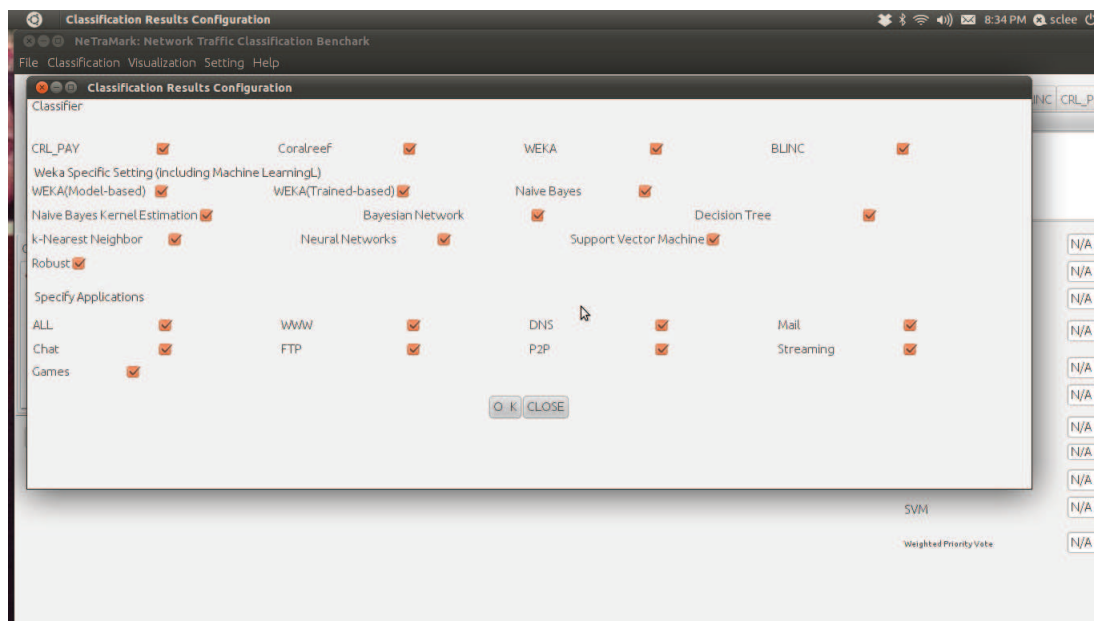 Classification Results Configuration 8:34 PM sclee
NeTraMark: Network Traffic Classification Benchark
File Classification Visualization Setting Help
Classification Results Configuration
INC CRL_P
Classifier
CRL_PAY Coralreef WEKA BLINC
Weka Specific Setting (including Machine LearningL)
WEKA(Model-based) WEKA(Trained-based) Naive Bayes
Naive Bayes Kernel Estimation Bayesian Network Decision Tree
k-Nearest Neighbor Neural Networks Support Vector Machine N/A
Robust N/A
Specify Applications N/A
ALL WWW DNS Mail N/A
Chat FTP P2P Streaming
Games N/A
N/A
O K CLOSE
N/A
N/A
N/A
SVM N/A
Weighted Priority Vote N/A